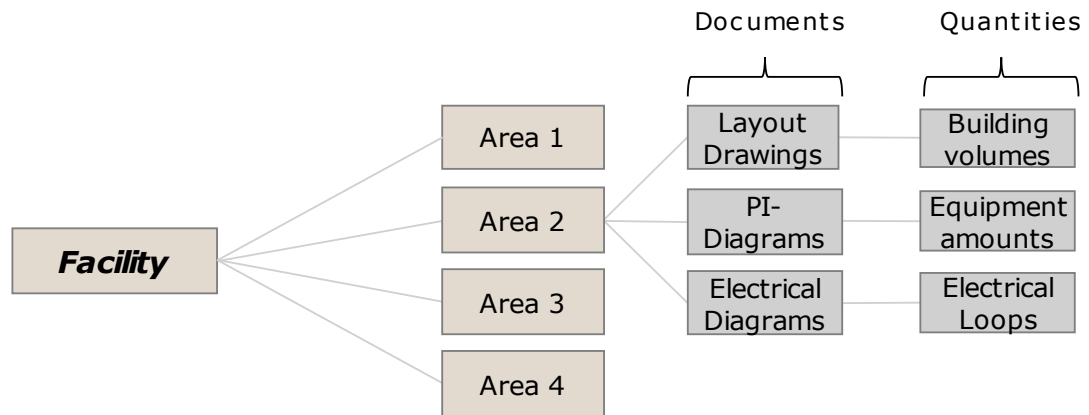 Documents
Quantities
Facility
Area 1
Area 2
Area 3
Area 4
Layout
Drawings
Building
volumes
PI-
Diagrams
Equipment
amounts
Electrical
Diagrams
Electrical
Loops